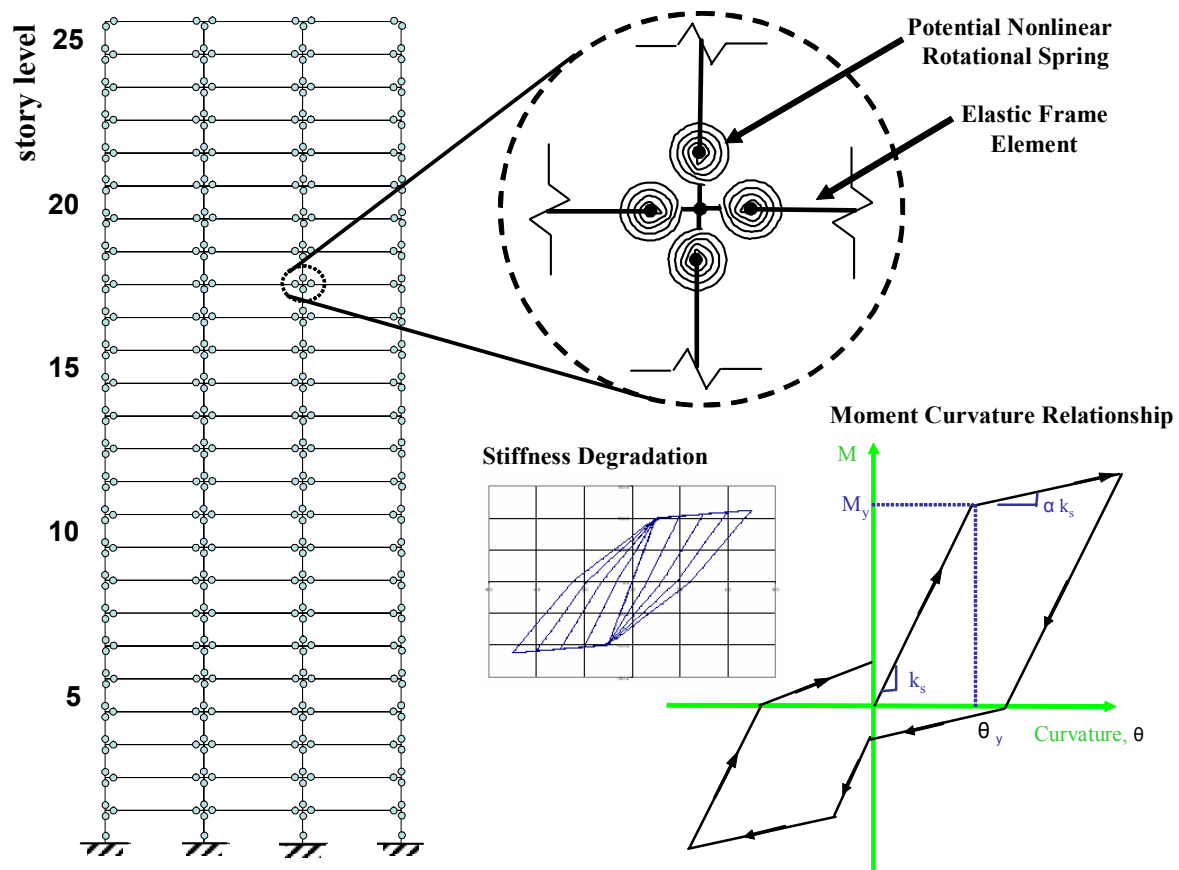 story level
25
20
15
10
5
Potential Nonlinear
Rotational Spring
Elastic Frame
Element
Stiffness Degradation
Moment Curvature Relationship
M
My
α ks
ks
θ y
Curvature, θ